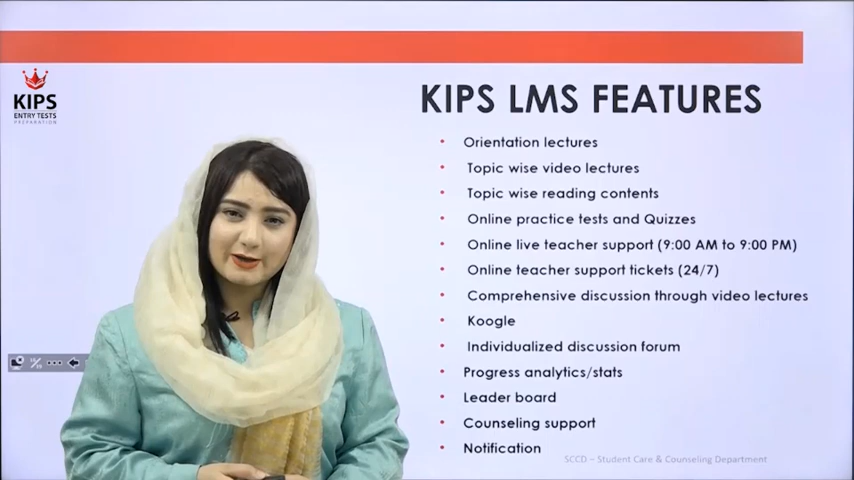 KIPS
ENTRY TESTS
PREPARATION
KIPS LMS FEATURES
• Orientation lectures
• Topic wise video lectures
• Topic wise reading contents
• Online practice tests and Quizzes
• Online live teacher support (9:00 AM to 9:00 PM)
• Online teacher support tickets (24/7)
• Comprehensive discussion through video lectures
• Koogle
• Individualized discussion forum
• Progress analytics/stats
• Leader board
• Counseling support
• Notification
SCCD – Student Care & Counseling Department